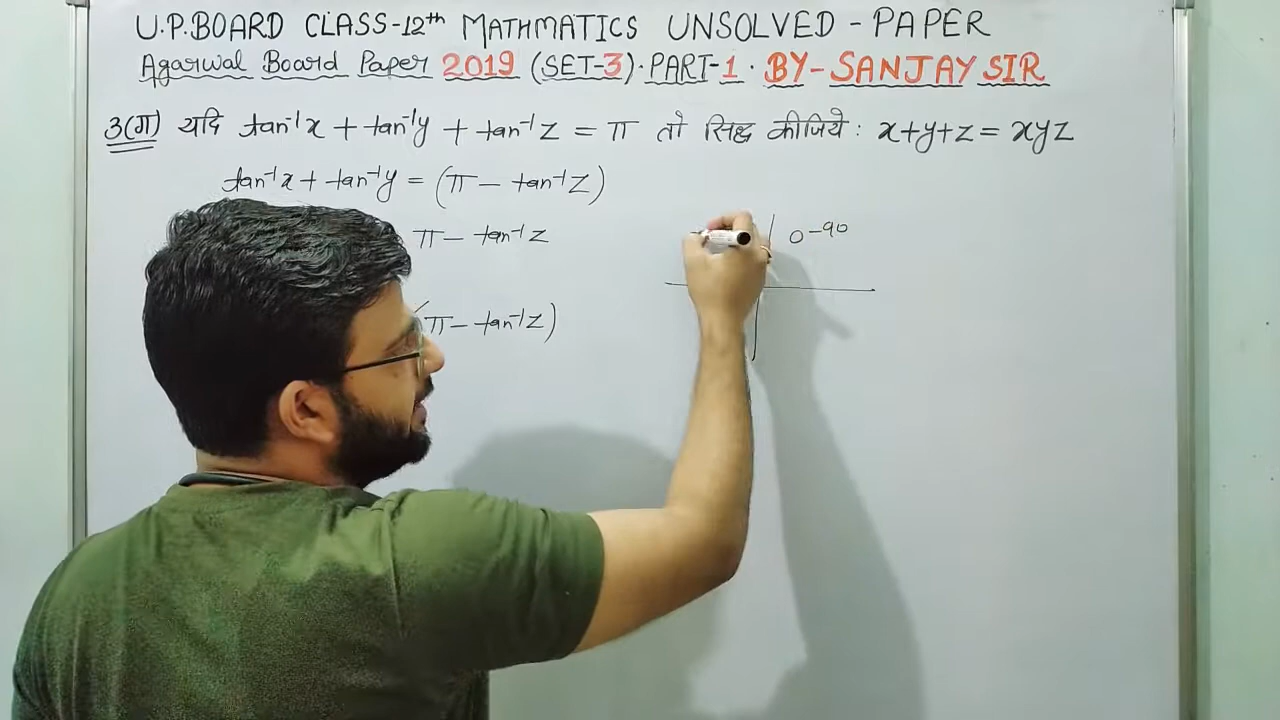 U.P.BOARD CLASS-12th MATHMATICS UNSOLVED - PAPER
Agarwal Board Paper 2019 (SET-3). PART-1. BY-SANJAY SIR
3(ग) यदि tan⁻¹x + tan⁻¹y + tan⁻¹z = π तो सिद्ध कीजिये: x+y+z = xyz
tan⁻¹x + tan⁻¹y = (π - tan⁻¹z)
π - tan⁻¹z
0-90
(π - tan⁻¹z)